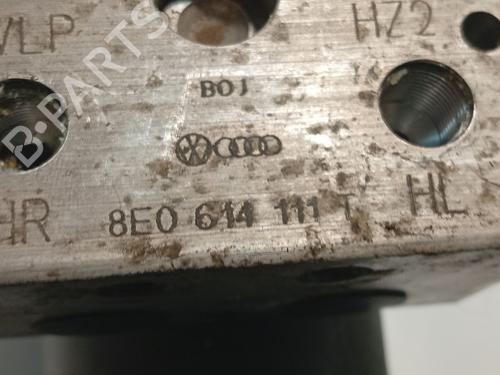 VLP
HZ2
BOJ
HR
8E0 614 111 T
HL
B-PARTS